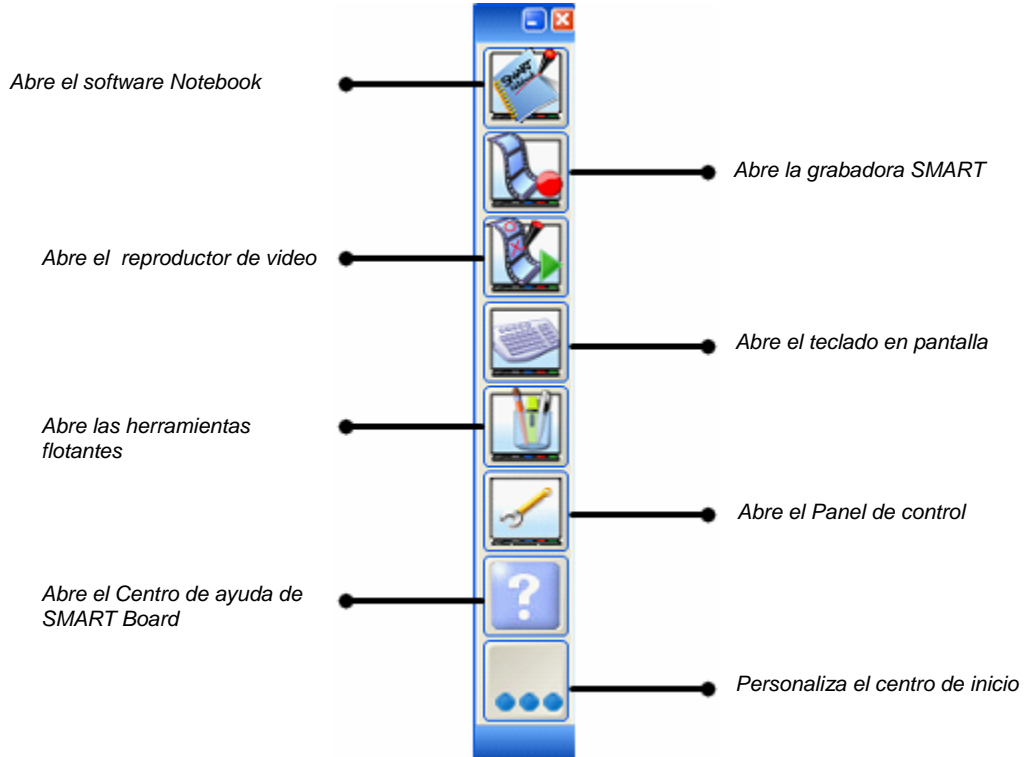 Abre el software Notebook
SMART
Notebook
Abre la grabadora SMART
Abre el reproductor de video
Abre el teclado en pantalla
Abre las herramientas
flotantes
Abre el Panel de control
Abre el Centro de ayuda de
SMART Board
?
Personaliza el centro de inicio